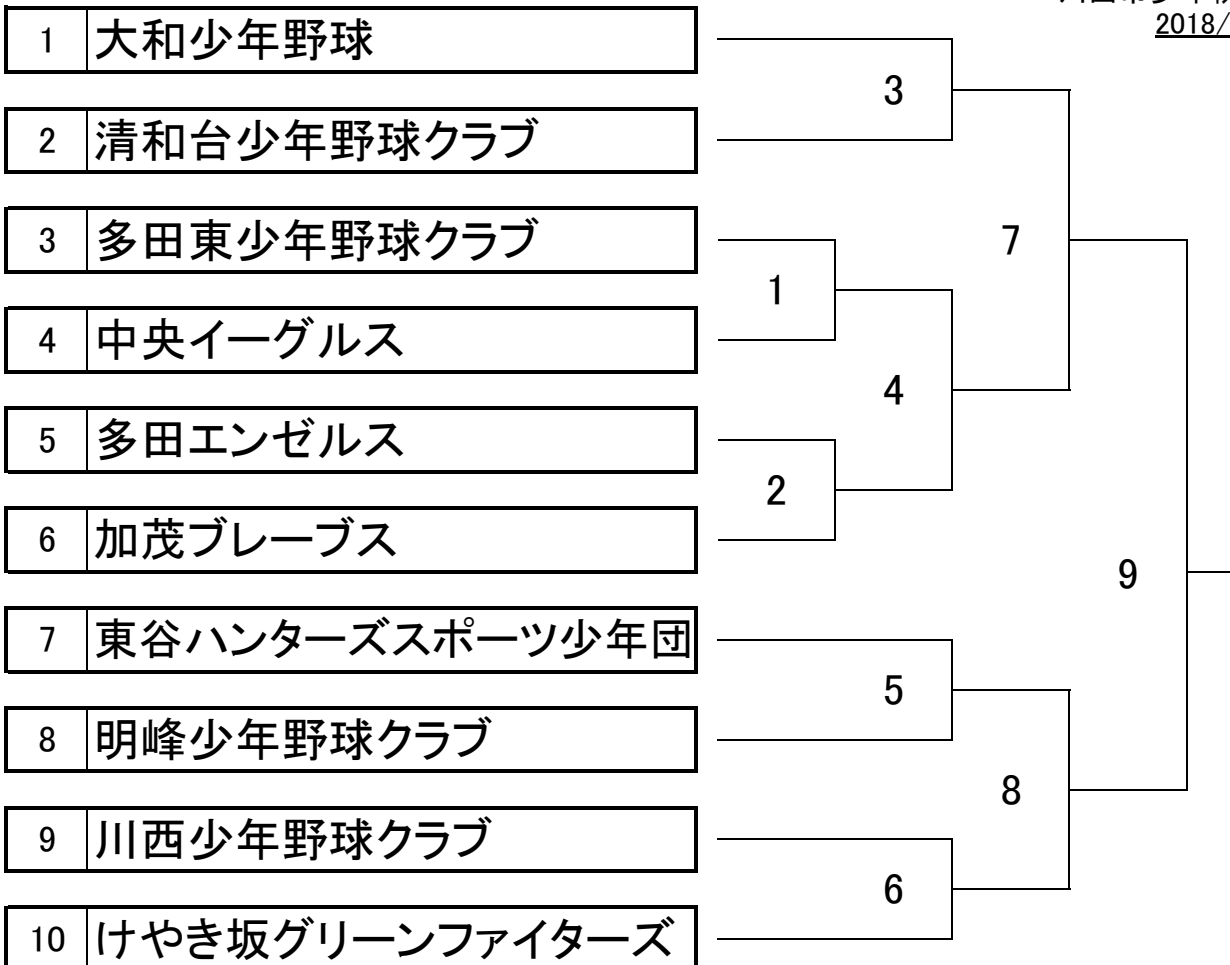 2018/
1 大和少年野球
2 清和台少年野球クラブ
3 多田東少年野球クラブ
4 中央イーグルス
5 多田エンゼルス
6 加茂ブレーブス
7 東谷ハンターズスポーツ少年団
8 明峰少年野球クラブ
9 川西少年野球クラブ
10 けやき坂グリーンファイターズ
3
7
1
4
2
9
5
8
6